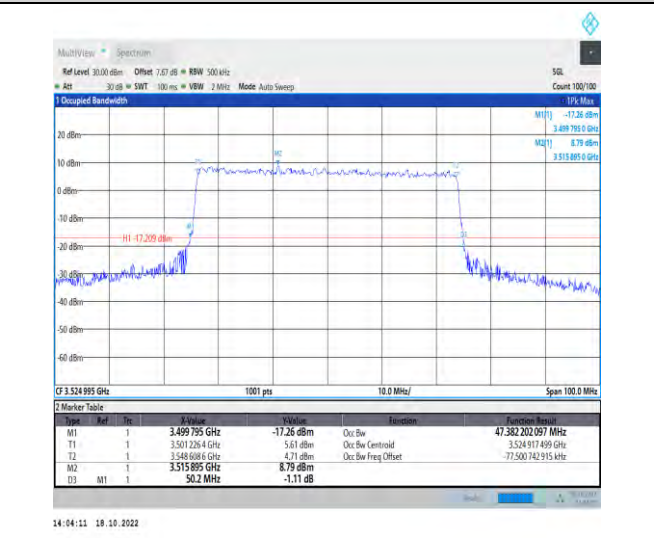 MultiView Spectrum
Ref Level 30.00 dBm Offset 7.67 dB RBW 500 kHz SGL
Att 30 dB SWT 100 ms VBW 2 MHz Mode Auto Sweep Count 100/100
1 Occupied Bandwidth 1Pk Max
M1[1] -17.26 dBm
3.499 795 0 GHz
20 dBm
M2[1] 8.79 dBm
3.515 895 0 GHz
M2
10 dBm
0 dBm
-10 dBm
H1 -17.209 dBm
-20 dBm
-30 dBm
-40 dBm
-50 dBm
-60 dBm
CF 3.524 995 GHz 1001 pts 10.0 MHz/ Span 100.0 MHz
2 Marker Table
Type Ref Trc X-Value Y-Value Function Function Result
M1 1 3.499 795 GHz -17.26 dBm Occ Bw 47.382 202 097 MHz
T1 1 3.501 226 4 GHz 5.61 dBm Occ Bw Centroid 3.524 917 499 GHz
T2 1 3.548 608 6 GHz 4.71 dBm Occ Bw Freq Offset -77.500 742 915 kHz
M2 1 3.515 895 GHz 8.79 dBm
D3 M1 1 50.2 MHz -1.11 dB
14:04:11 18.10.2022